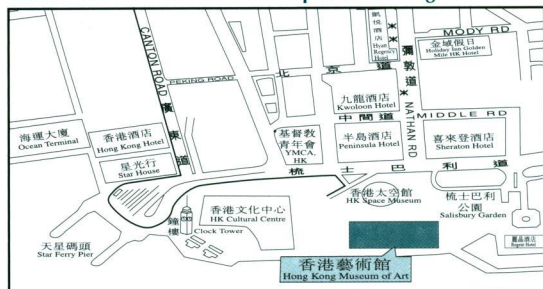 凱悅酒店
Hyatt
Regency
Hotel
MODY RD
金域假日
Holiday Inn Golden
Mile HK Hotel
CANTON ROAD
廣東道
PEKING ROAD
北京道
彌敦道
NATHAN RD
九龍酒店
Kowloon Hotel
中間道
MIDDLE RD
海運大廈
Ocean Terminal
香港酒店
Hong Kong Hotel
星光行
Star House
基督教
青年會
YMCA,
HK
半島酒店
Peninsula Hotel
喜來登酒店
Sheraton Hotel
梳士巴利道
香港太空館
HK Space Museum
梳士巴利
公園
Salisbury Garden
香港文化中心
HK Cultural Centre
鐘樓
Clock Tower
天星碼頭
Star Ferry Pier
麗晶酒店
Regent Hotel
香港藝術館
Hong Kong Museum of Art